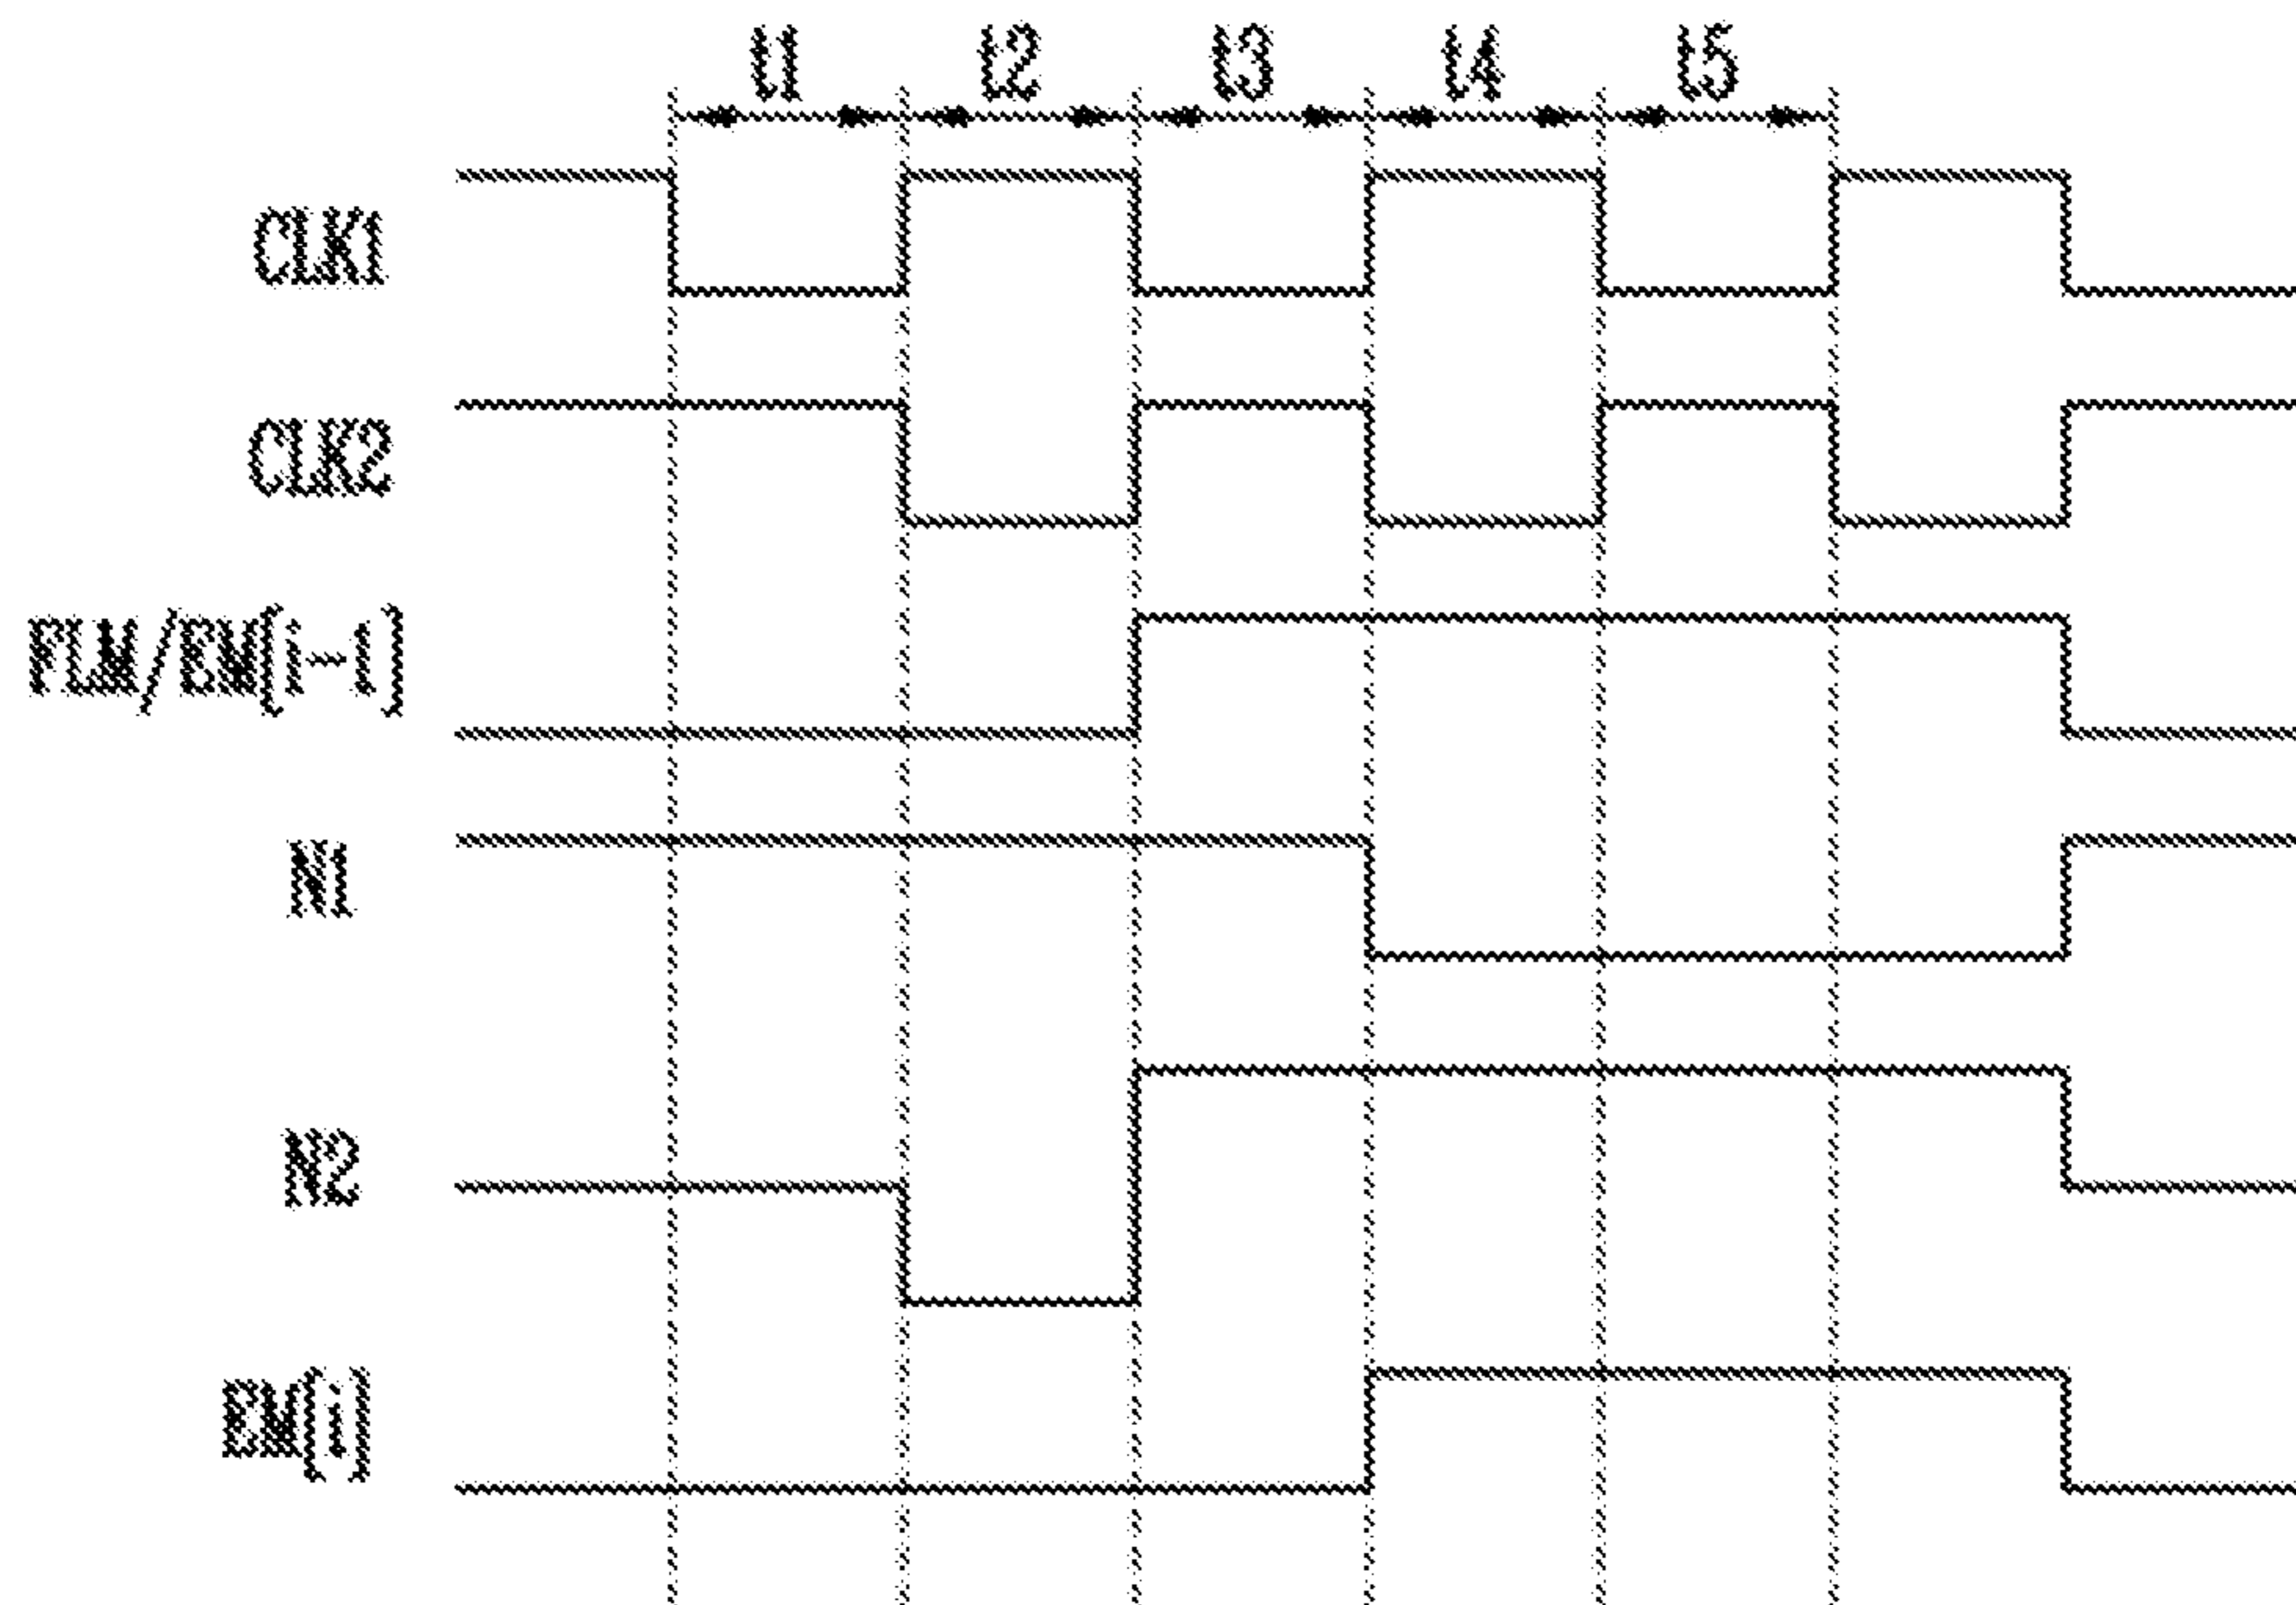 t1 t2 t3 t4 t5
CLK1
CLK2
FLM/EM[i-1]
N1
N2
EM[i]